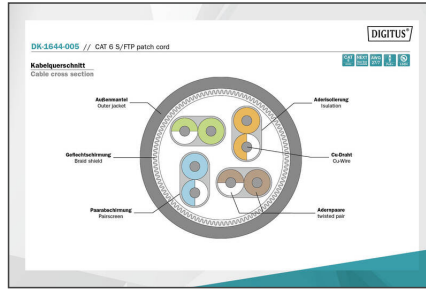 DIGITUS®
DK-1644-005 // CAT 6 S/FTP patch cord
Kabelquerschnitt
Cable cross section
Außenmantel
Outer jacket
Aderisolierung
Isolation
Geflechtschirmung
Braid shield
Cu-Draht
Cu-Wire
Paarabschirmung
Pairscreen
Adernpaare
twisted pair